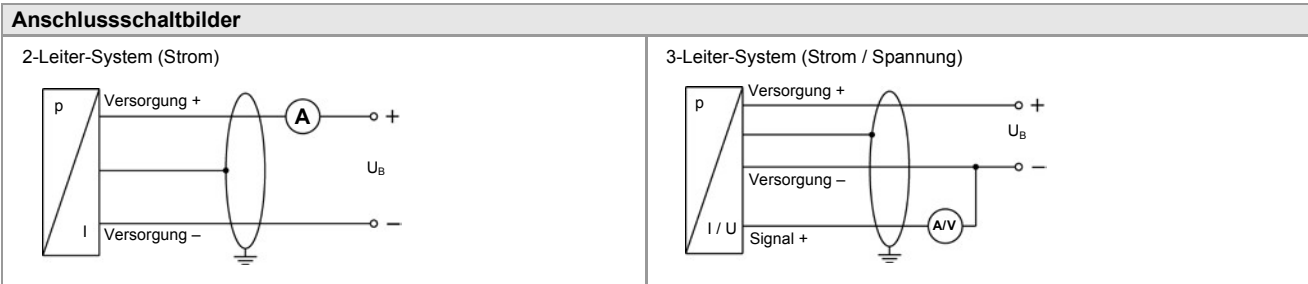 Anschlussschaltbilder
2-Leiter-System (Strom)
p
Versorgung +
A
+
U_B
I
Versorgung –
–
3-Leiter-System (Strom / Spannung)
p
Versorgung +
+
U_B
–
Versorgung –
I / U
A/V
Signal +